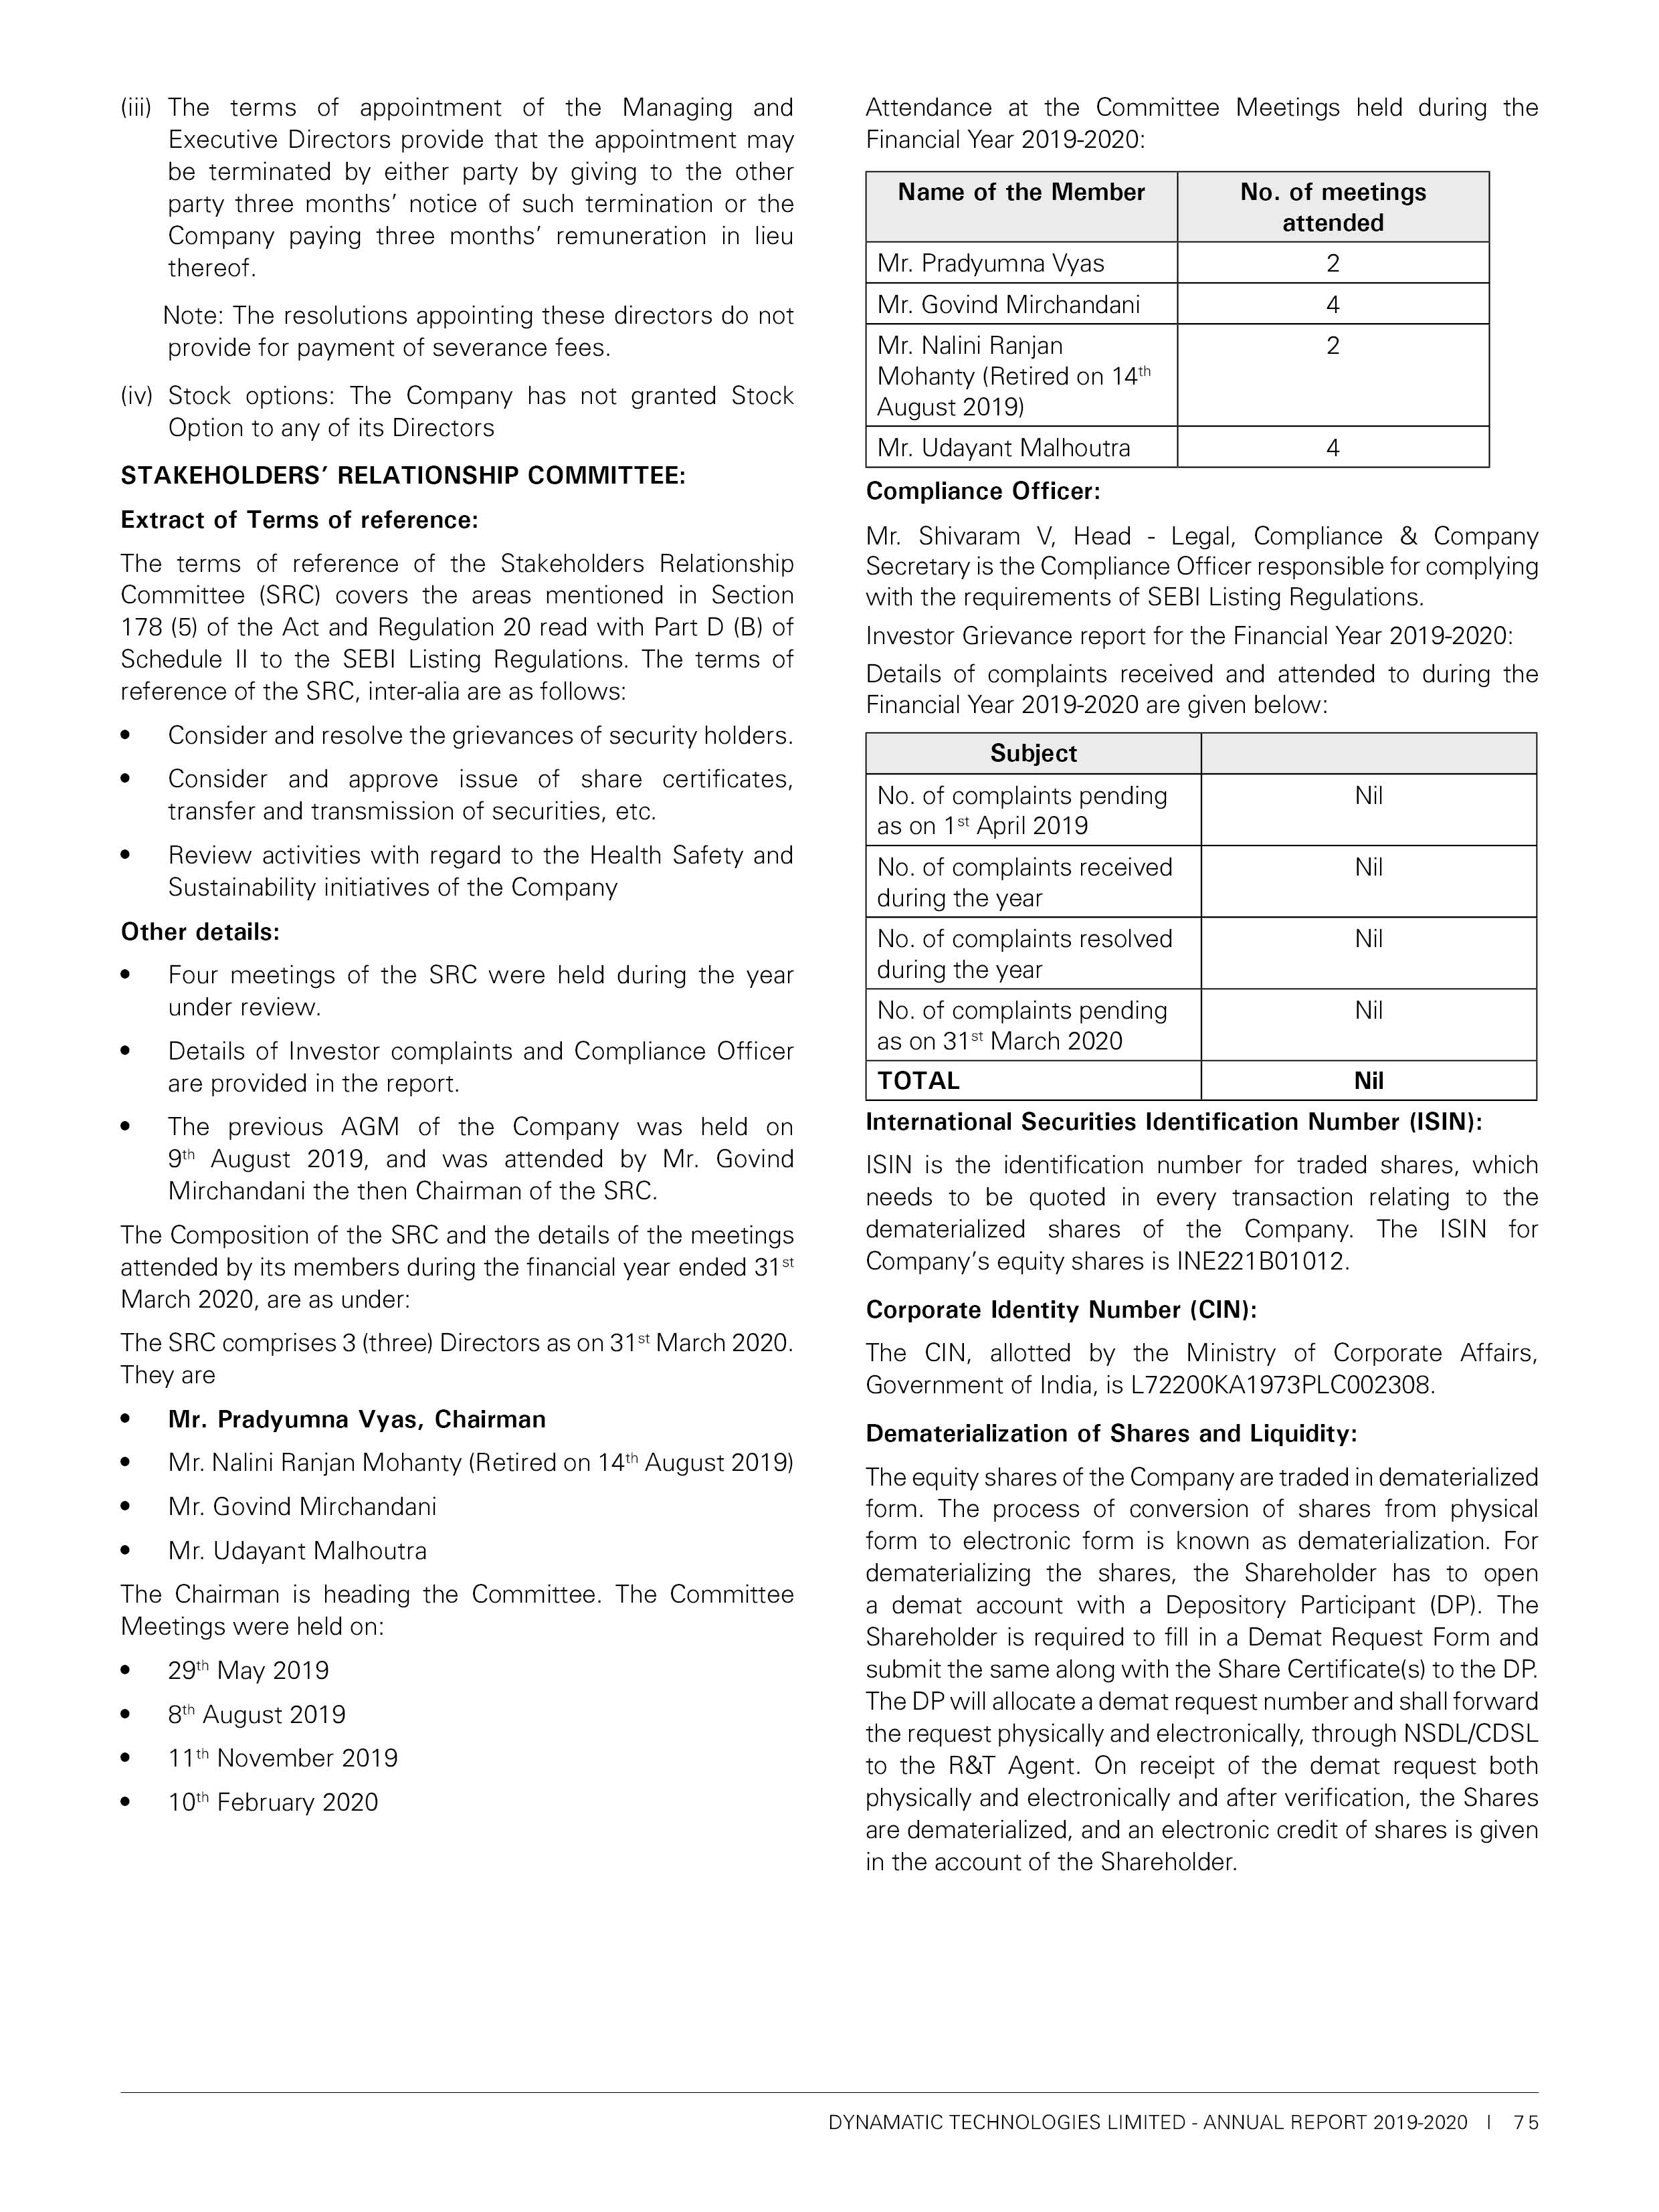 (iii) The terms of appointment of the Managing and
Executive Directors provide that the appointment may
be terminated by either party by giving to the other
party three months’ notice of such termination or the
Company paying three months’ remuneration in lieu
thereof.
Note: The resolutions appointing these directors do not
provide for payment of severance fees.
(iv) Stock options: The Company has not granted Stock
Option to any of its Directors
STAKEHOLDERS’ RELATIONSHIP COMMITTEE:
Extract of Terms of reference:
The terms of reference of the Stakeholders Relationship
Committee (SRC) covers the areas mentioned in Section
178 (5) of the Act and Regulation 20 read with Part D (B) of
Schedule II to the SEBI Listing Regulations. The terms of
reference of the SRC, inter-alia are as follows:
• Consider and resolve the grievances of security holders.
• Consider and approve issue of share certificates,
transfer and transmission of securities, etc.
• Review activities with regard to the Health Safety and
Sustainability initiatives of the Company
Other details:
• Four meetings of the SRC were held during the year
under review.
• Details of Investor complaints and Compliance Officer
are provided in the report.
• The previous AGM of the Company was held on
9th August 2019, and was attended by Mr. Govind
Mirchandani the then Chairman of the SRC.
The Composition of the SRC and the details of the meetings
attended by its members during the financial year ended 31st
March 2020, are as under:
The SRC comprises 3 (three) Directors as on 31st March 2020.
They are
• Mr. Pradyumna Vyas, Chairman
• Mr. Nalini Ranjan Mohanty (Retired on 14th August 2019)
• Mr. Govind Mirchandani
• Mr. Udayant Malhoutra
The Chairman is heading the Committee. The Committee
Meetings were held on:
• 29th May 2019
• 8th August 2019
• 11th November 2019
• 10th February 2020
Attendance at the Committee Meetings held during the
Financial Year 2019-2020:
Name of the Member No. of meetings
attended
Mr. Pradyumna Vyas 2
Mr. Govind Mirchandani 4
Mr. Nalini Ranjan 2
Mohanty (Retired on 14th
August 2019)
Mr. Udayant Malhoutra 4
Compliance Officer:
Mr. Shivaram V, Head - Legal, Compliance & Company
Secretary is the Compliance Officer responsible for complying
with the requirements of SEBI Listing Regulations.
Investor Grievance report for the Financial Year 2019-2020:
Details of complaints received and attended to during the
Financial Year 2019-2020 are given below:
Subject
No. of complaints pending Nil
as on 1st April 2019
No. of complaints received Nil
during the year
No. of complaints resolved Nil
during the year
No. of complaints pending Nil
as on 31st March 2020
TOTAL Nil
International Securities Identification Number (ISIN):
ISIN is the identification number for traded shares, which
needs to be quoted in every transaction relating to the
dematerialized shares of the Company. The ISIN for
Company’s equity shares is INE221B01012.
Corporate Identity Number (CIN):
The CIN, allotted by the Ministry of Corporate Affairs,
Government of India, is L72200KA1973PLC002308.
Dematerialization of Shares and Liquidity:
The equity shares of the Company are traded in dematerialized
form. The process of conversion of shares from physical
form to electronic form is known as dematerialization. For
dematerializing the shares, the Shareholder has to open
a demat account with a Depository Participant (DP). The
Shareholder is required to fill in a Demat Request Form and
submit the same along with the Share Certificate(s) to the DP.
The DP will allocate a demat request number and shall forward
the request physically and electronically, through NSDL/CDSL
to the R&T Agent. On receipt of the demat request both
physically and electronically and after verification, the Shares
are dematerialized, and an electronic credit of shares is given
in the account of the Shareholder.
DYNAMATIC TECHNOLOGIES LIMITED - ANNUAL REPORT 2019-2020 | 75